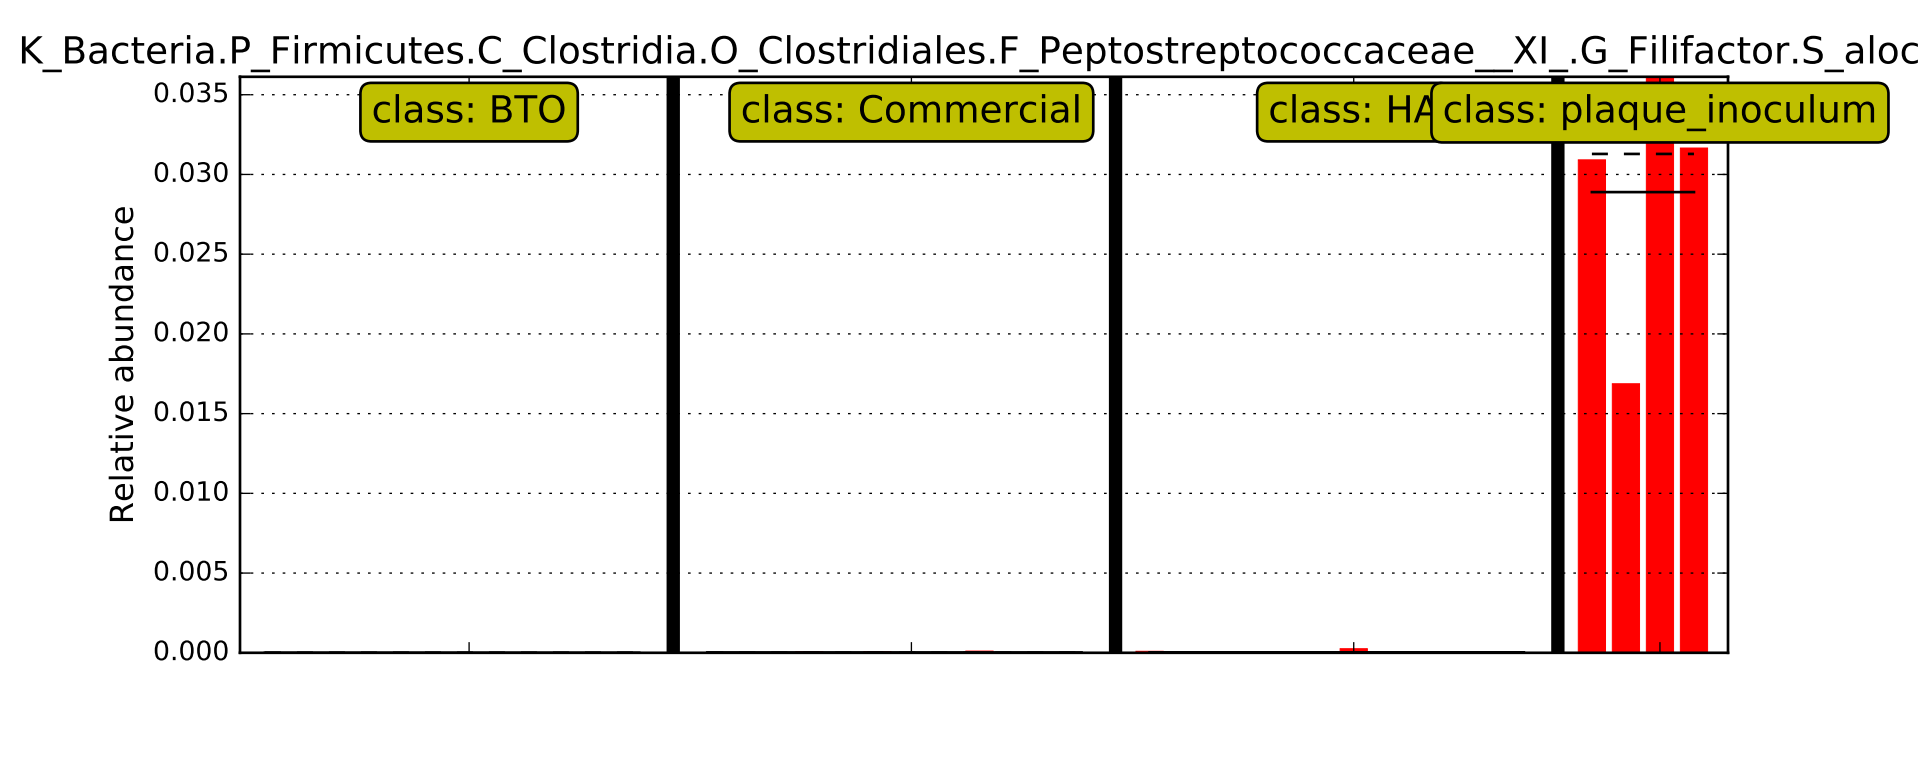 K_Bacteria.P_Firmicutes.C_Clostridia.O_Clostridiales.F_Peptostreptococcaceae__XI_.G_Filifactor.S_aloc
class: BTO
class: Commercial
class: HA
class: plaque_inoculum
0.035
0.030
0.025
0.020
0.015
0.010
0.005
0.000
Relative abundance